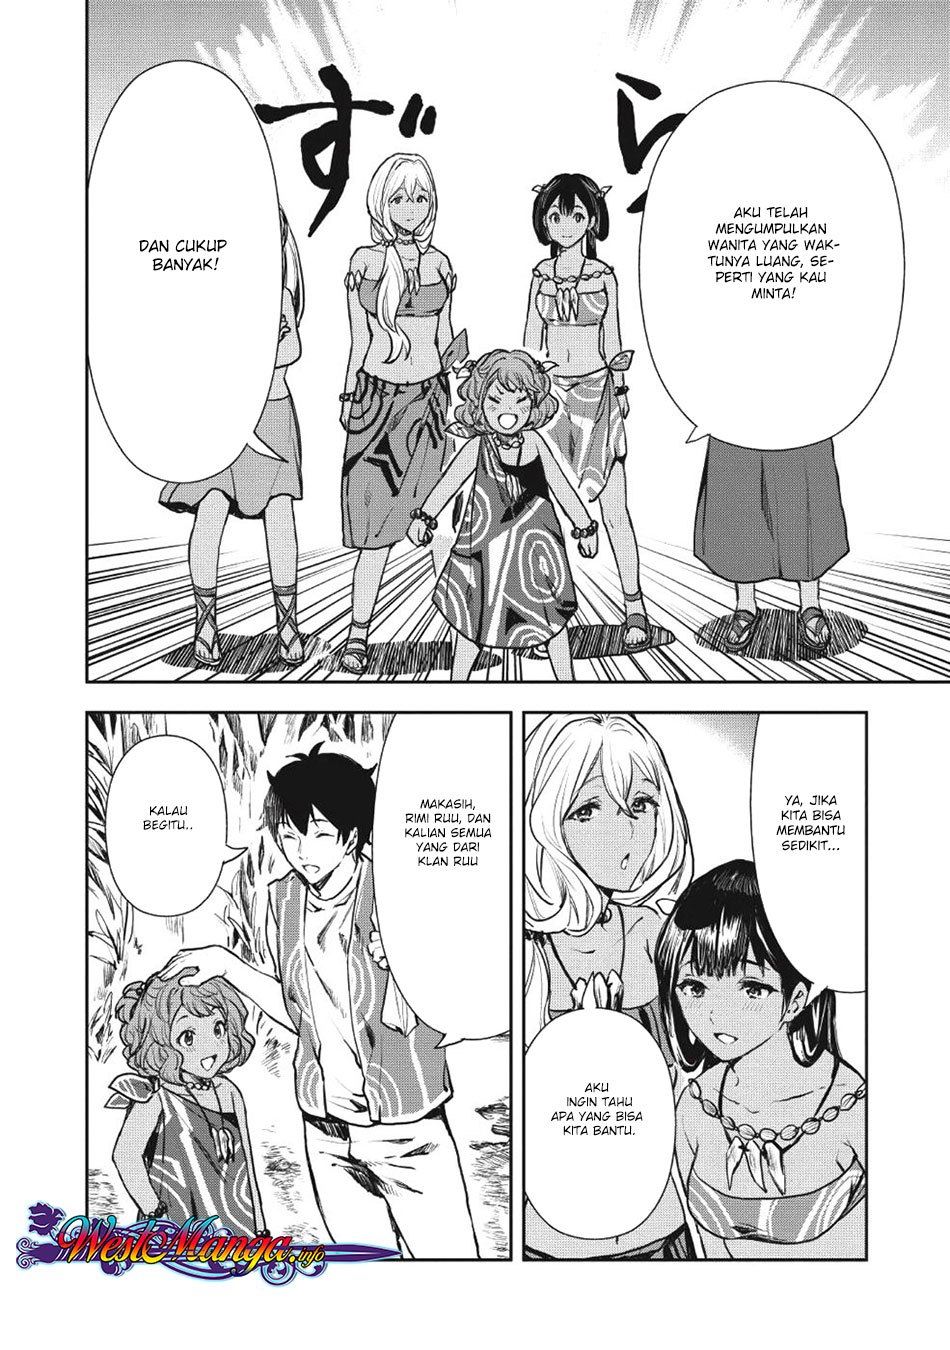 ずら
AKU TELAH
MENGUMPULKAN
WANITA YANG WAK-
TUNYA LUANG, SE-
PERTI YANG KAU
MINTA!
DAN CUKUP
BANYAK!
YA, JIKA
KITA BISA
MEMBANTU
SEDIKIT...
AKU
INGIN TAHU
APA YANG BISA
KITA BANTU.
MAKASIH,
RIMI RUU, DAN
KALIAN SEMUA
YANG DARI
KLAN RUU
KALAU
BEGITU..
WestManga.info